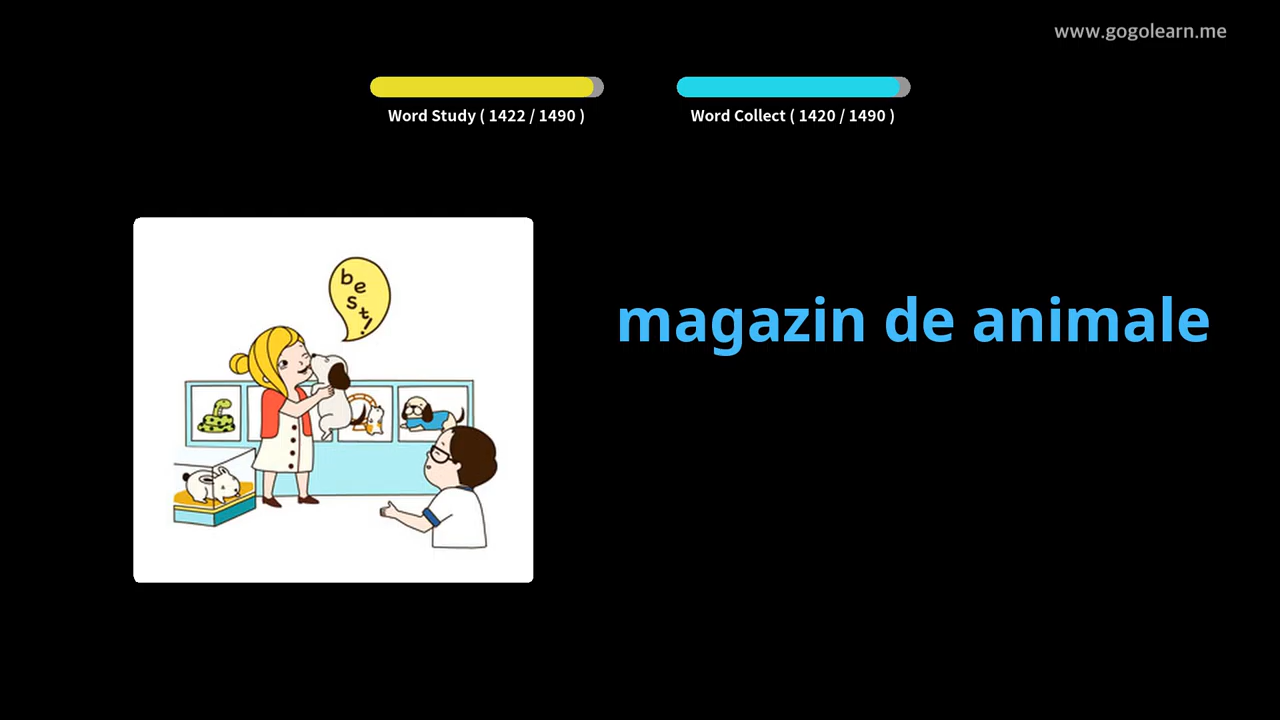 www.gogolearn.me
Word Study ( 1422 / 1490 )
Word Collect ( 1420 / 1490 )
best!
magazin de animale